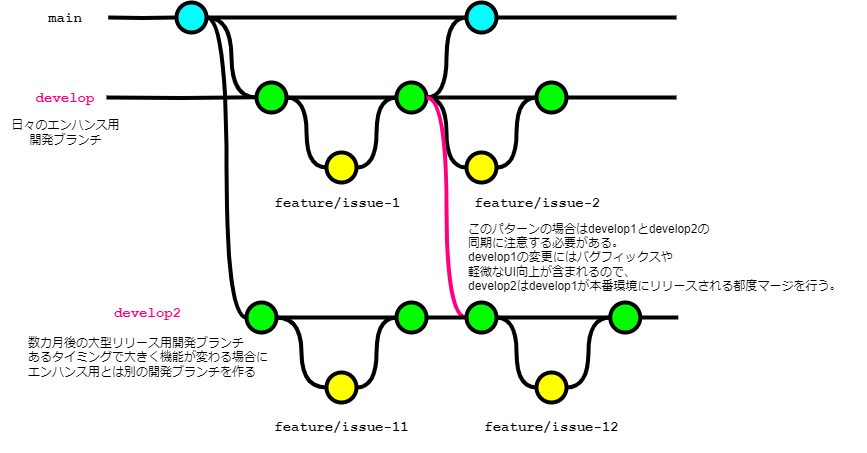 main
develop
日々のエンハンス用
開発ブランチ
feature/issue-1
feature/issue-2
このパターンの場合はdevelop1とdevelop2の
同期に注意する必要がある。
develop1の変更にはバグフィックスや
軽微なUI向上が含まれるので、
develop2はdevelop1が本番環境にリリースされる都度マージを行う。
develop2
数カ月後の大型リリース用開発ブランチ
あるタイミングで大きく機能が変わる場合に
エンハンス用とは別の開発ブランチを作る
feature/issue-11
feature/issue-12